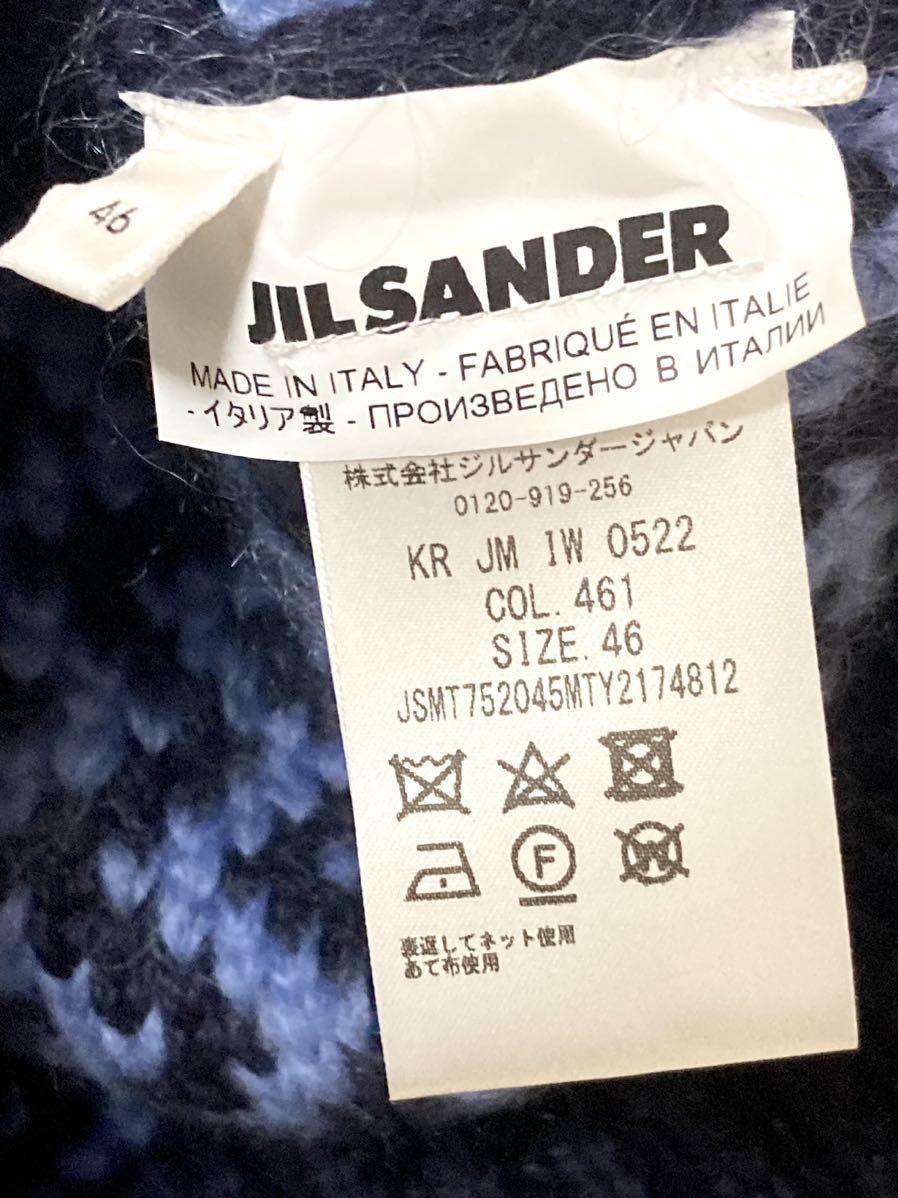 46
JIL SANDER
MADE IN ITALY - FABRIQUÉ EN ITALIE
- イタリア製 - ПРОИЗВЕДЕНО В ИТАЛИИ
株式会社ジルサンダージャパン
0120-919-256
KR JM IW 0522
COL. 461
SIZE. 46
JSMT752045MTY2174812
F
W
裏返してネット使用
あて布使用